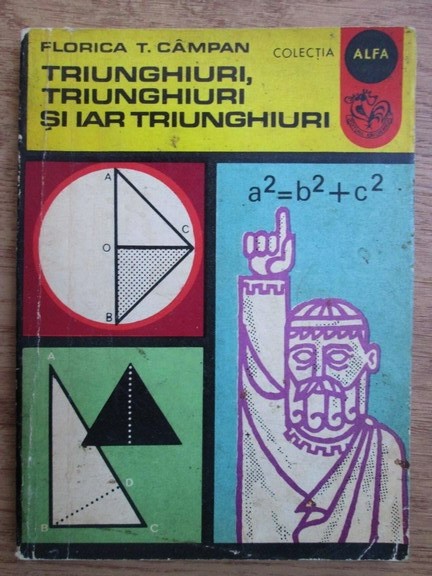 FLORICA T. CÂMPAN
COLECȚIA
ALFA
TRIUNGHIURI,
TRIUNGHIURI
ȘI IAR TRIUNGHIURI
a²=b²+c²
A
O
C
B
A
D
B
C